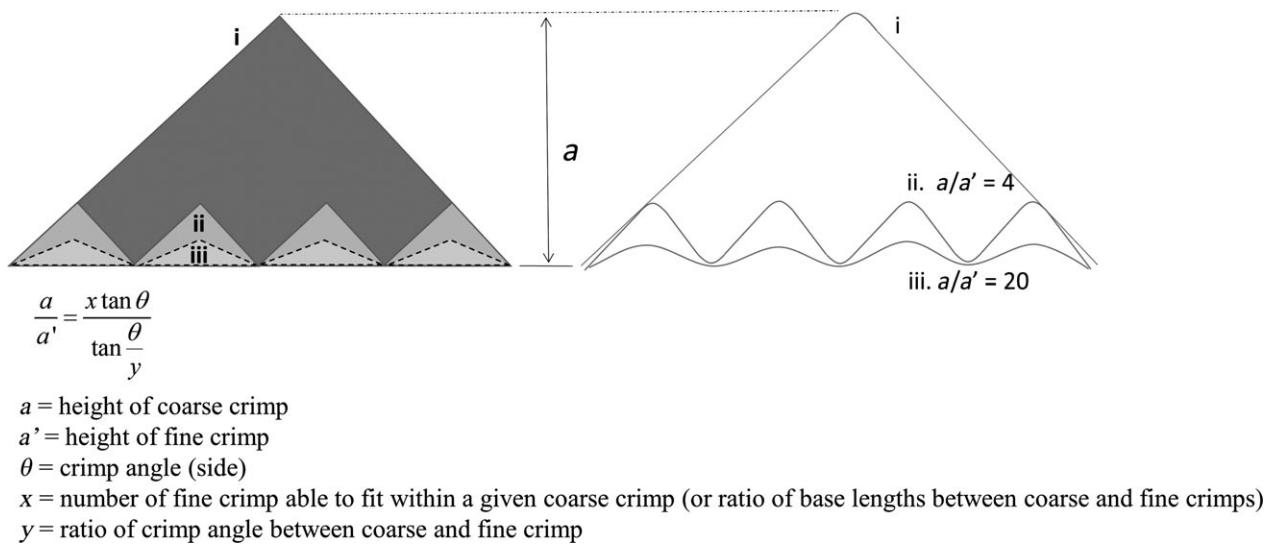 i
i
a
ii
iii
ii. a/a' = 4
iii. a/a' = 20
a/a' = x tan θ / tan θ/y
a = height of coarse crimp
a' = height of fine crimp
θ = crimp angle (side)
x = number of fine crimp able to fit within a given coarse crimp (or ratio of base lengths between coarse and fine crimps)
y = ratio of crimp angle between coarse and fine crimp